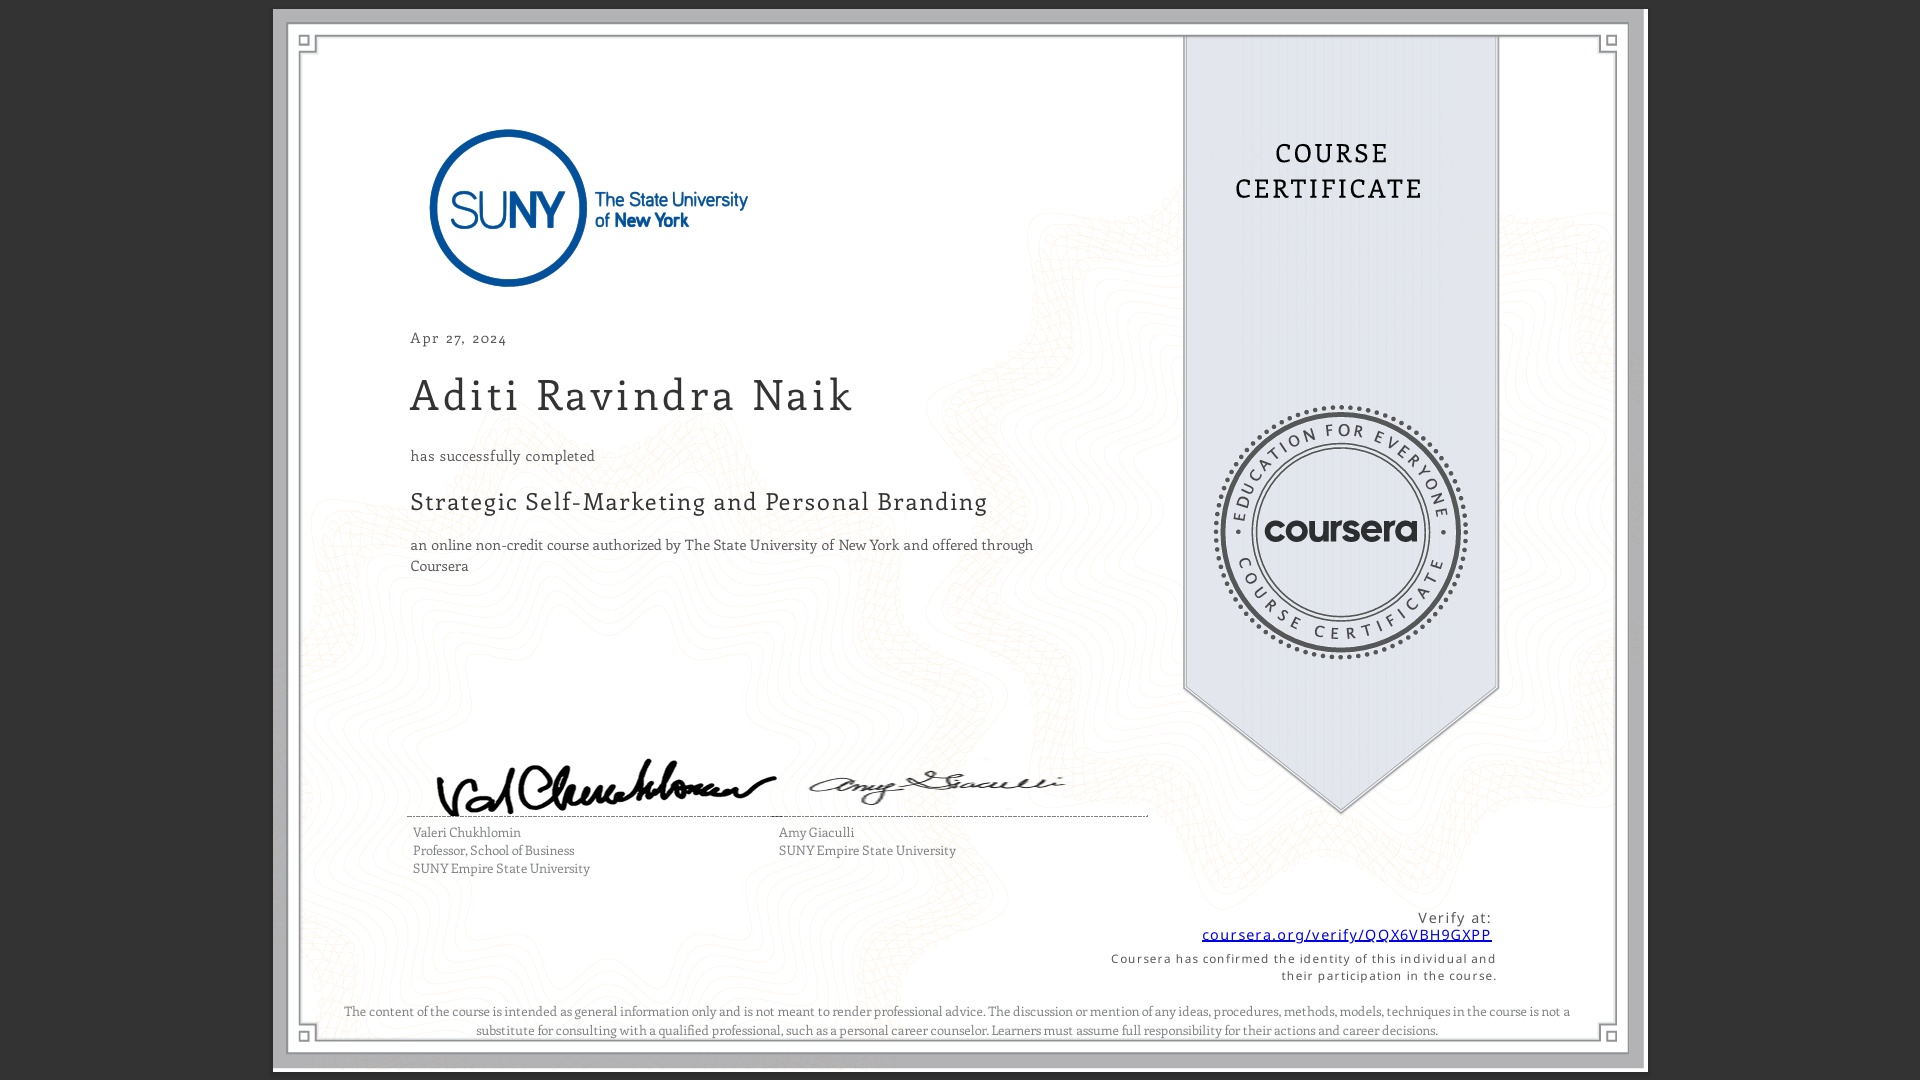 SUNY
The State University
of New York
COURSE
CERTIFICATE
Apr 27, 2024
Aditi Ravindra Naik
has successfully completed
Strategic Self-Marketing and Personal Branding
an online non-credit course authorized by The State University of New York and offered through
Coursera
EDUCATION FOR EVERYONE
coursera
COURSE CERTIFICATE
Val Chukhlomin
Amy Giaculli
Valeri Chukhlomin
Professor, School of Business
SUNY Empire State University
Amy Giaculli
SUNY Empire State University
Verify at:
coursera.org/verify/QQX6VBH9GXPP
Coursera has confirmed the identity of this individual and
their participation in the course.
The content of the course is intended as general information only and is not meant to render professional advice. The discussion or mention of any ideas, procedures, methods, models, techniques in the course is not a
substitute for consulting with a qualified professional, such as a personal career counselor. Learners must assume full responsibility for their actions and career decisions.